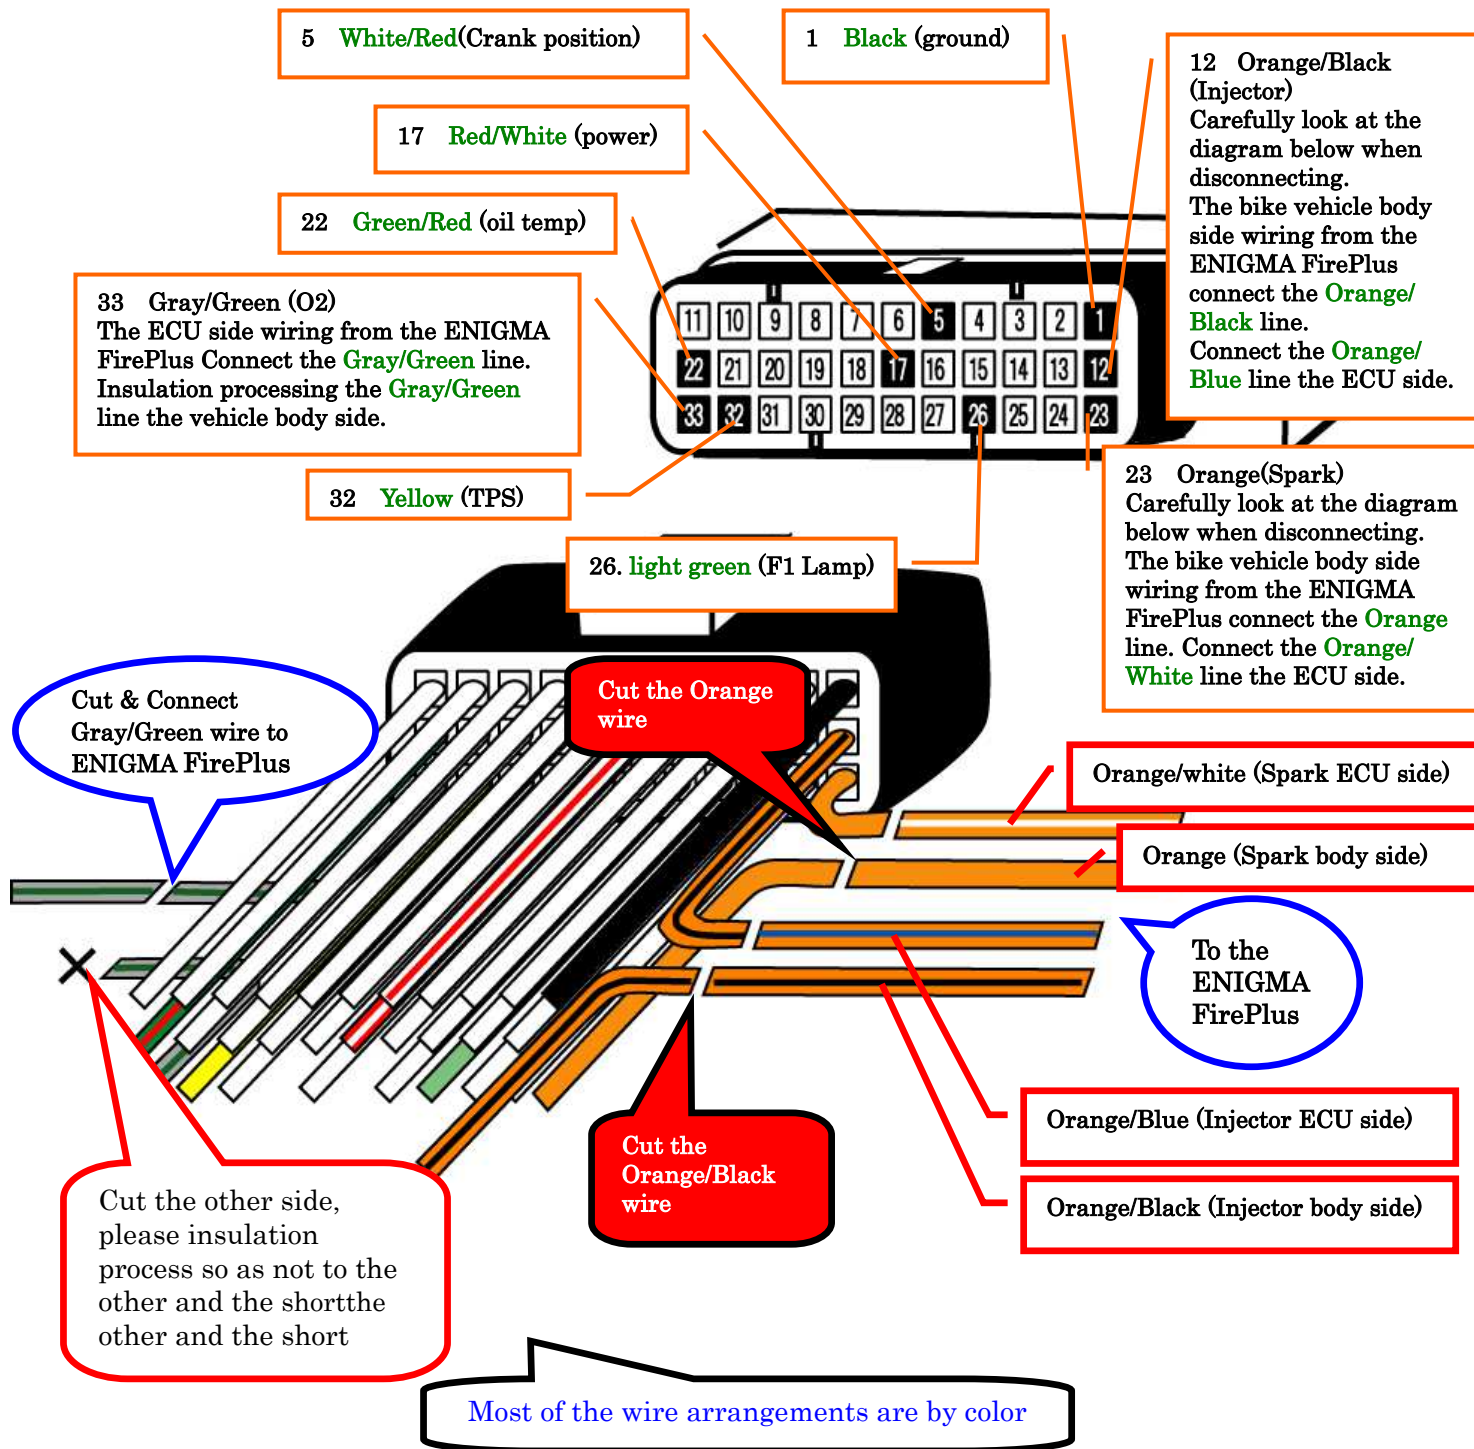 5 White/Red(Crank position)
1 Black (ground)
12 Orange/Black
(Injector)
Carefully look at the
diagram below when
disconnecting.
The bike vehicle body
side wiring from the
ENIGMA FirePlus
connect the Orange/
Black line.
Connect the Orange/
Blue line the ECU side.
17 Red/White (power)
22 Green/Red (oil temp)
33 Gray/Green (O2)
The ECU side wiring from the ENIGMA
FirePlus Connect the Gray/Green line.
Insulation processing the Gray/Green
line the vehicle body side.
11 10 9 8 7 6 5 4 3 2 1
22 21 20 19 18 17 16 15 14 13 12
33 32 31 30 29 28 27 26 25 24 23
32 Yellow (TPS)
23 Orange(Spark)
Carefully look at the diagram
below when disconnecting.
The bike vehicle body side
wiring from the ENIGMA
FirePlus connect the Orange
line. Connect the Orange/
White line the ECU side.
26. light green (F1 Lamp)
Cut & Connect
Gray/Green wire to
ENIGMA FirePlus
Cut the Orange
wire
Orange/white (Spark ECU side)
Orange (Spark body side)
To the
ENIGMA
FirePlus
Orange/Blue (Injector ECU side)
Cut the
Orange/Black
wire
Orange/Black (Injector body side)
Cut the other side,
please insulation
process so as not to the
other and the shortthe
other and the short
Most of the wire arrangements are by color